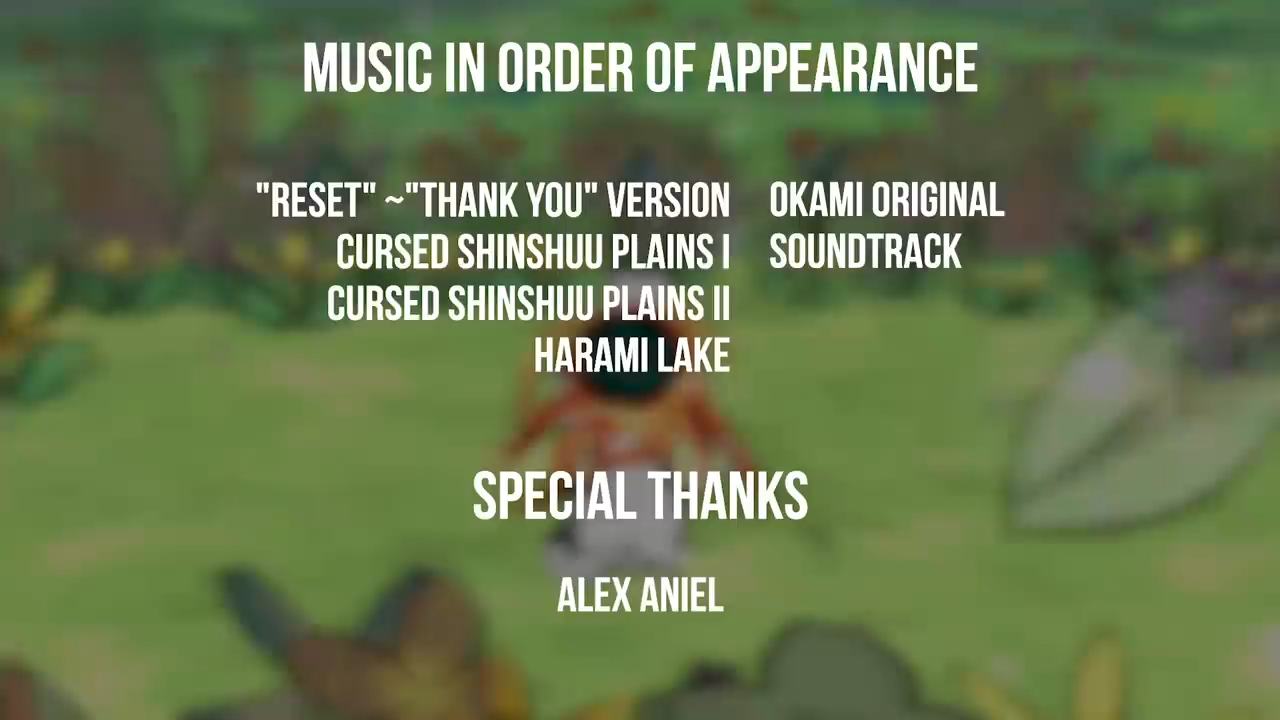 MUSIC IN ORDER OF APPEARANCE
"RESET" ~"THANK YOU" VERSION
CURSED SHINSHUU PLAINS I
CURSED SHINSHUU PLAINS II
HARAMI LAKE
OKAMI ORIGINAL
SOUNDTRACK
SPECIAL THANKS
ALEX ANIEL